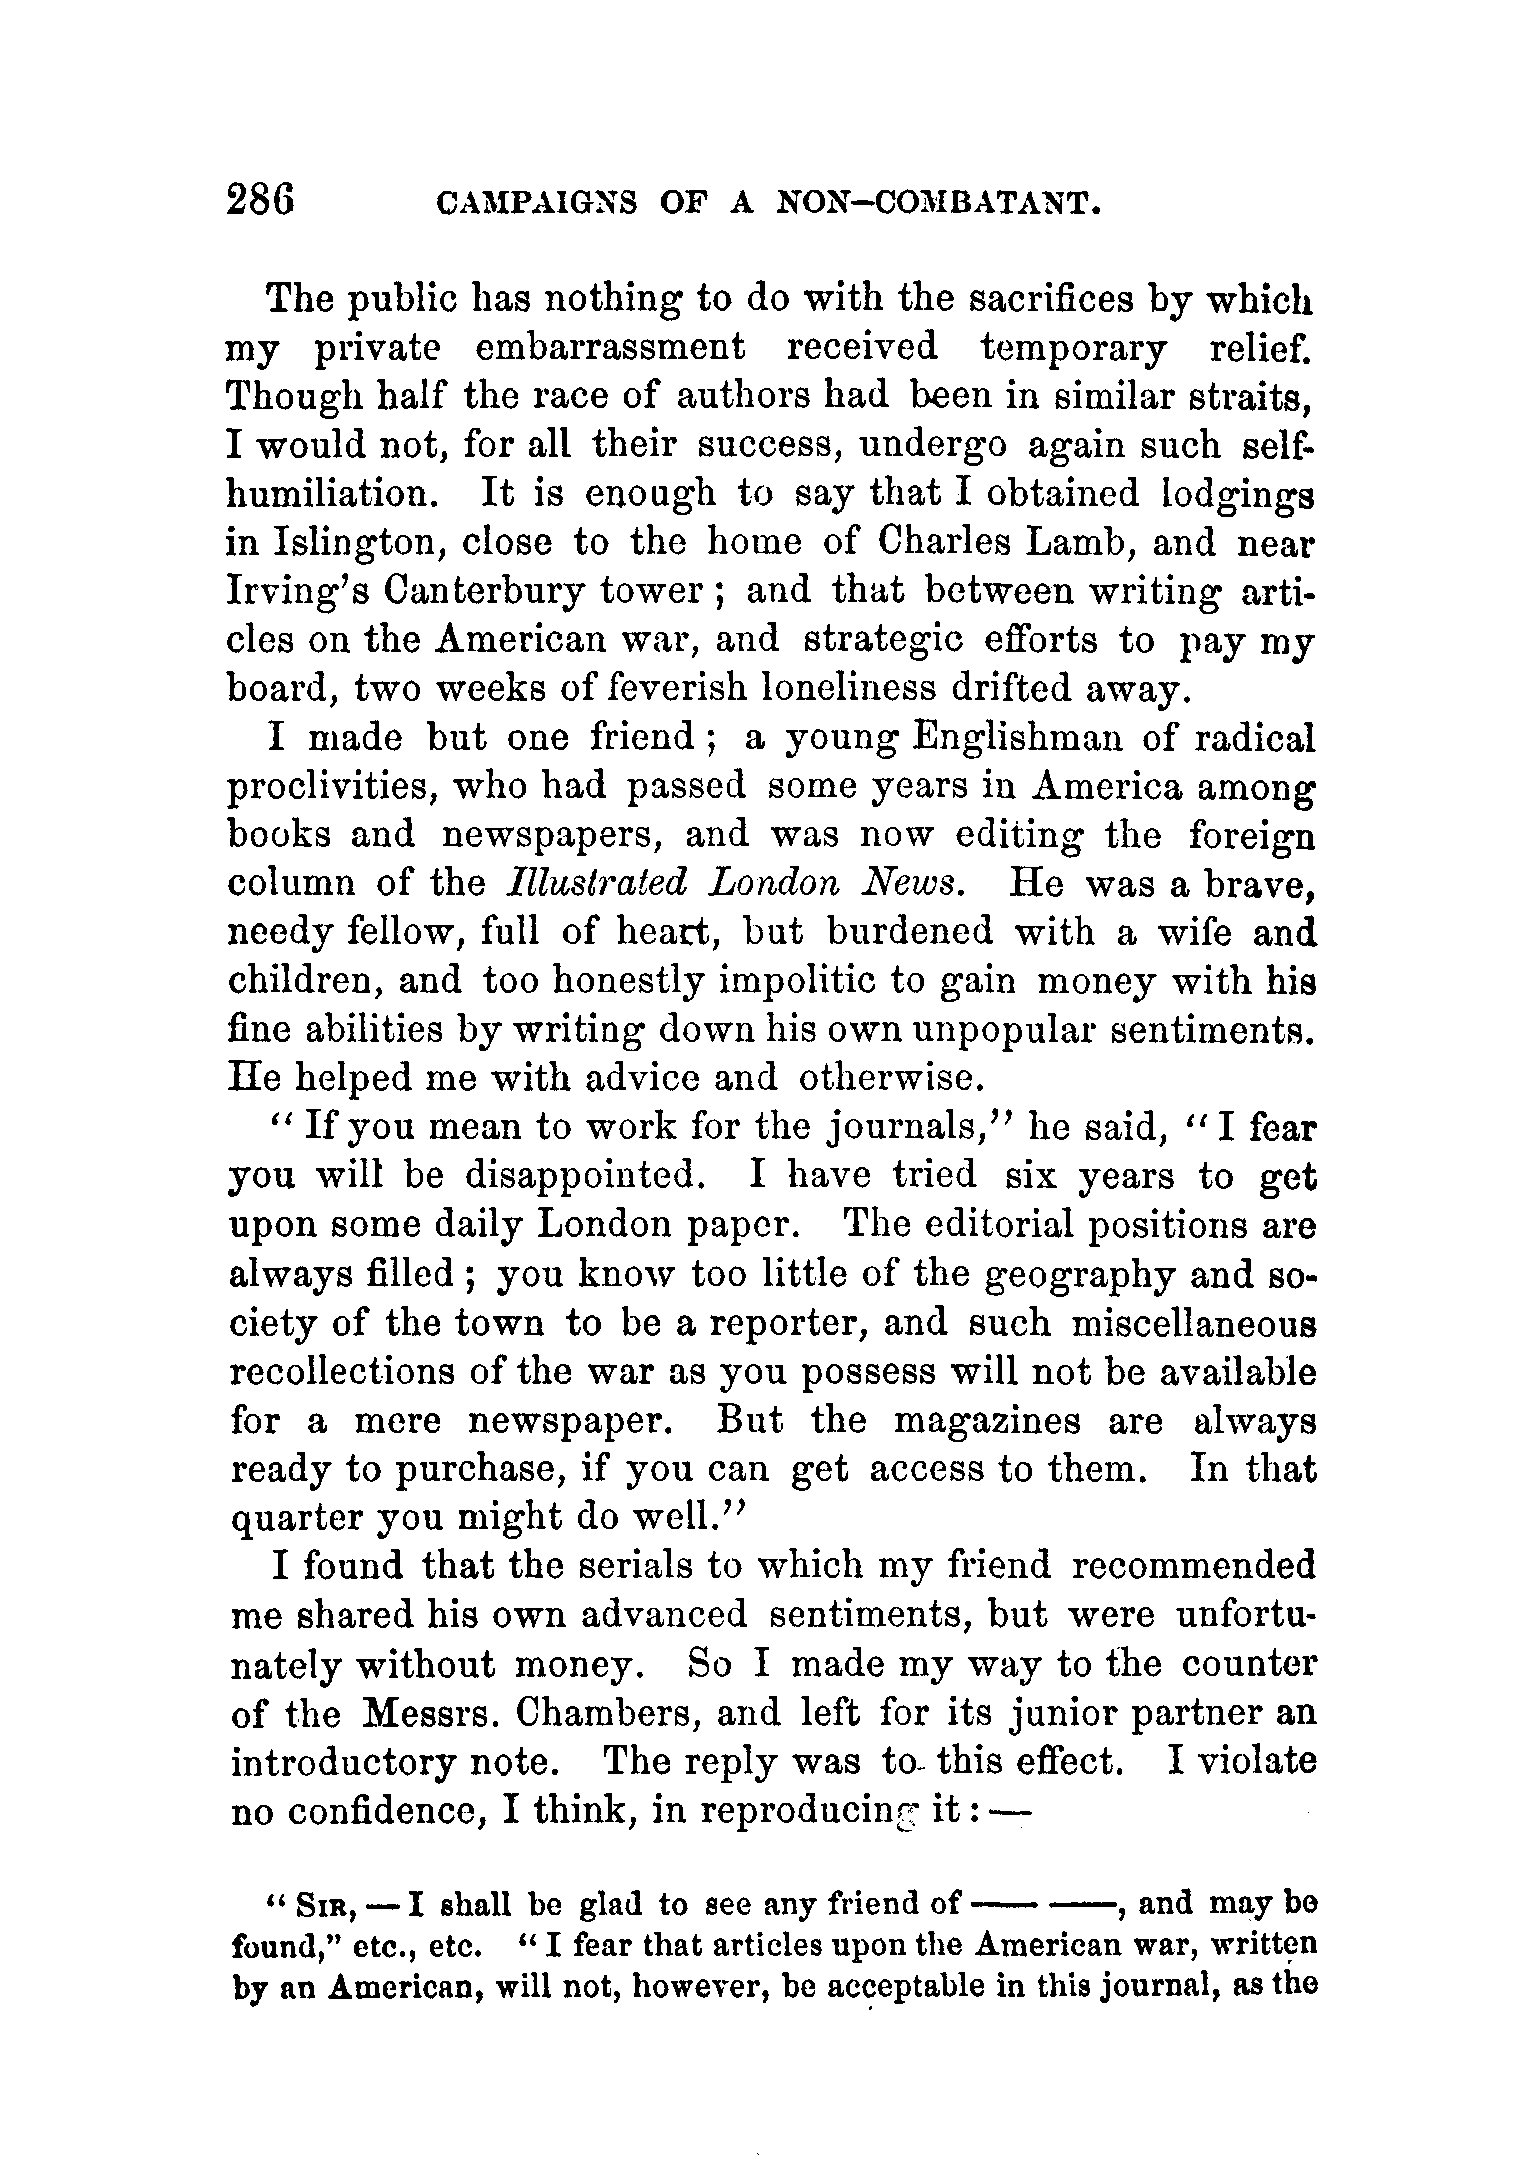 286 CAMPAIGNS OF A NON-COMBATANT.
The public has nothing to do with the sacrifices by which
my private embarrassment received temporary relief.
Though half the race of authors had been in similar straits,
I would not, for all their success, undergo again such self-
humiliation. It is enough to say that I obtained lodgings
in Islington, close to the home of Charles Lamb, and near
Irving's Canterbury tower ; and that between writing arti-
cles on the American war, and strategic efforts to pay my
board, two weeks of feverish loneliness drifted away.
I made but one friend ; a young Englishman of radical
proclivities, who had passed some years in America among
books and newspapers, and was now editing the foreign
column of the Illustrated London News. He was a brave,
needy fellow, full of heart, but burdened with a wife and
children, and too honestly impolitic to gain money with his
fine abilities by writing down his own unpopular sentiments.
He helped me with advice and otherwise.
" If you mean to work for the journals," he said, " I fear
you will be disappointed. I have tried six years to get
upon some daily London paper. The editorial positions are
always filled ; you know too little of the geography and so-
ciety of the town to be a reporter, and such miscellaneous
recollections of the war as you possess will not be available
for a mere newspaper. But the magazines are always
ready to purchase, if you can get access to them. In that
quarter you might do well."
I found that the serials to which my friend recommended
me shared his own advanced sentiments, but were unfortu-
nately without money. So I made my way to the counter
of the Messrs. Chambers, and left for its junior partner an
introductory note. The reply was to this effect. I violate
no confidence, I think, in reproducing it : —
" SIR, — I shall be glad to see any friend of —— ——, and may be
found," etc., etc. " I fear that articles upon the American war, written
by an American, will not, however, be acceptable in this journal, as the